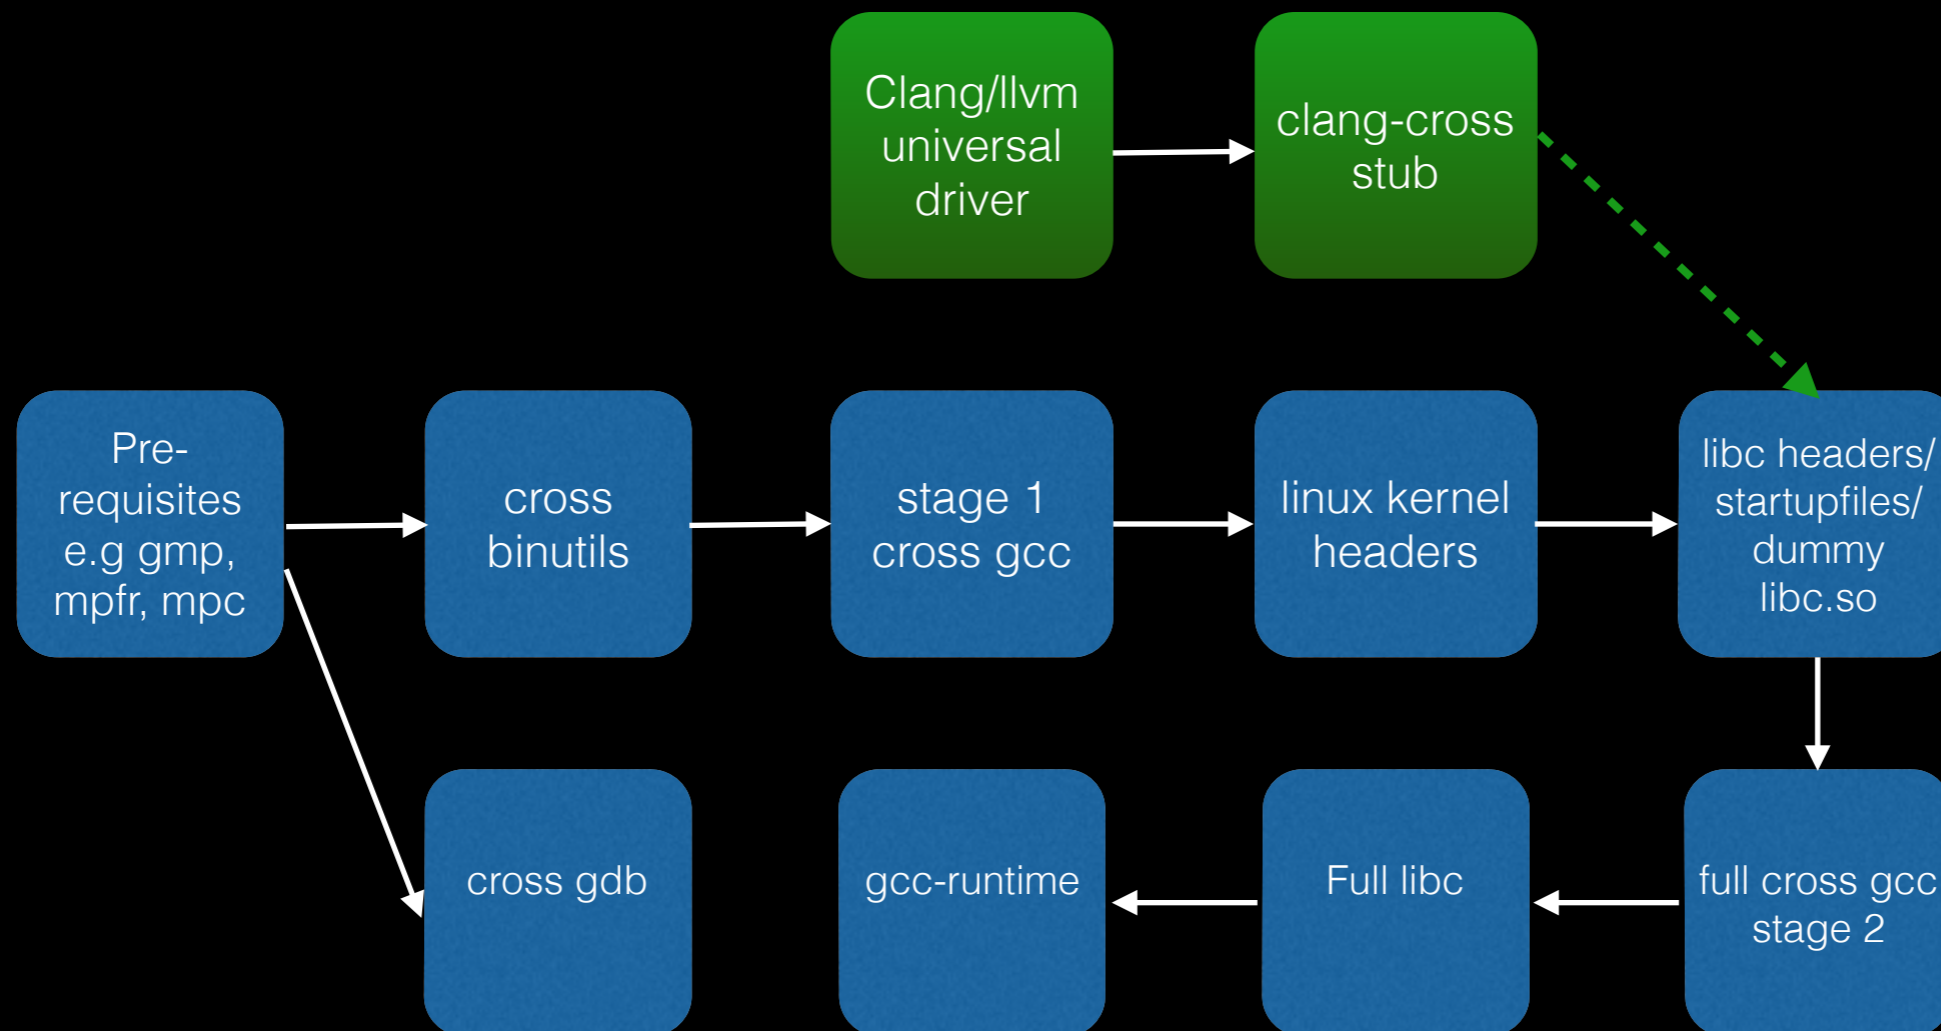 Clang/llvm
universal
driver
clang-cross
stub
Pre-
requisites
e.g gmp,
mpfr, mpc
cross
binutils
stage 1
cross gcc
linux kernel
headers
libc headers/
startupfiles/
dummy
libc.so
cross gdb
gcc-runtime
Full libc
full cross gcc
stage 2